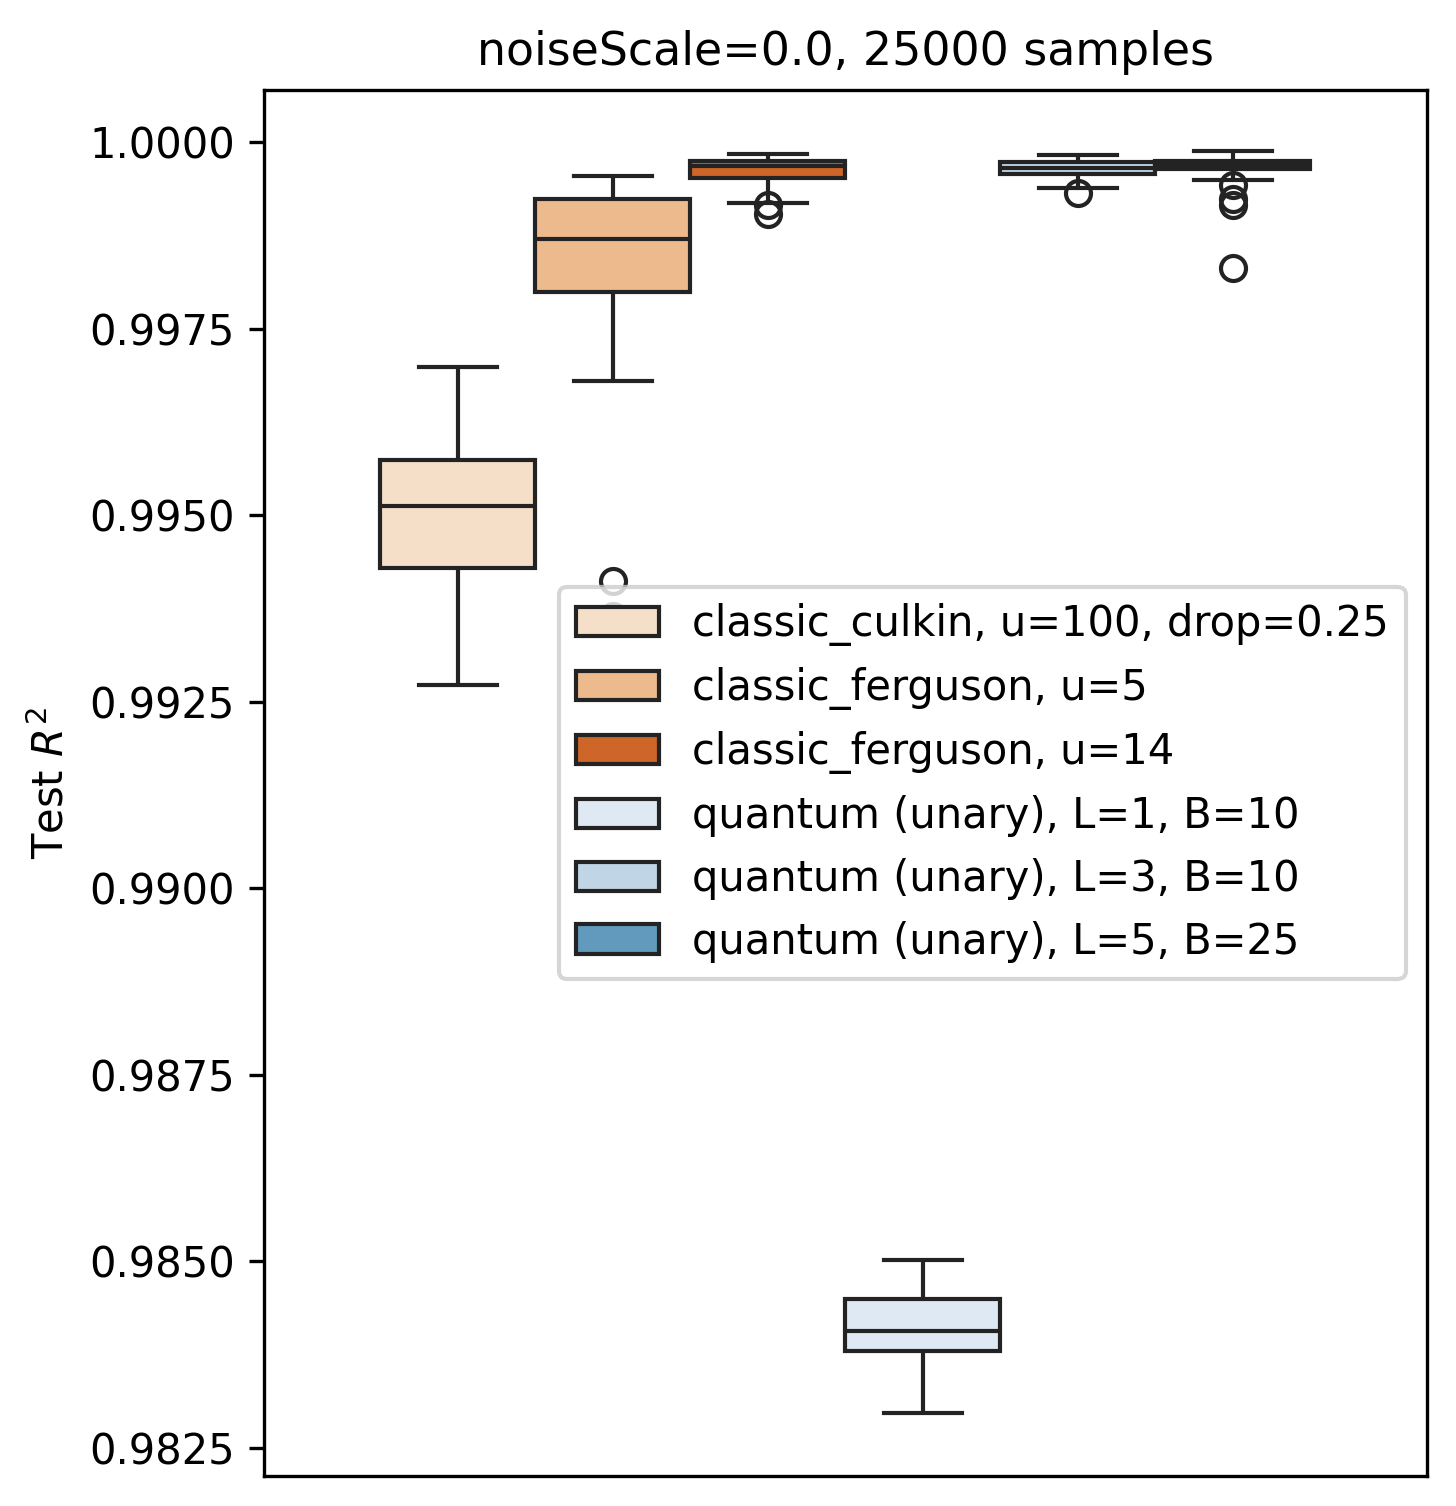 noiseScale=0.0, 25000 samples
1.0000
0.9975
0.9950
0.9925
0.9900
0.9875
0.9850
0.9825
Test R²
classic_culkin, u=100, drop=0.25
classic_ferguson, u=5
classic_ferguson, u=14
quantum (unary), L=1, B=10
quantum (unary), L=3, B=10
quantum (unary), L=5, B=25